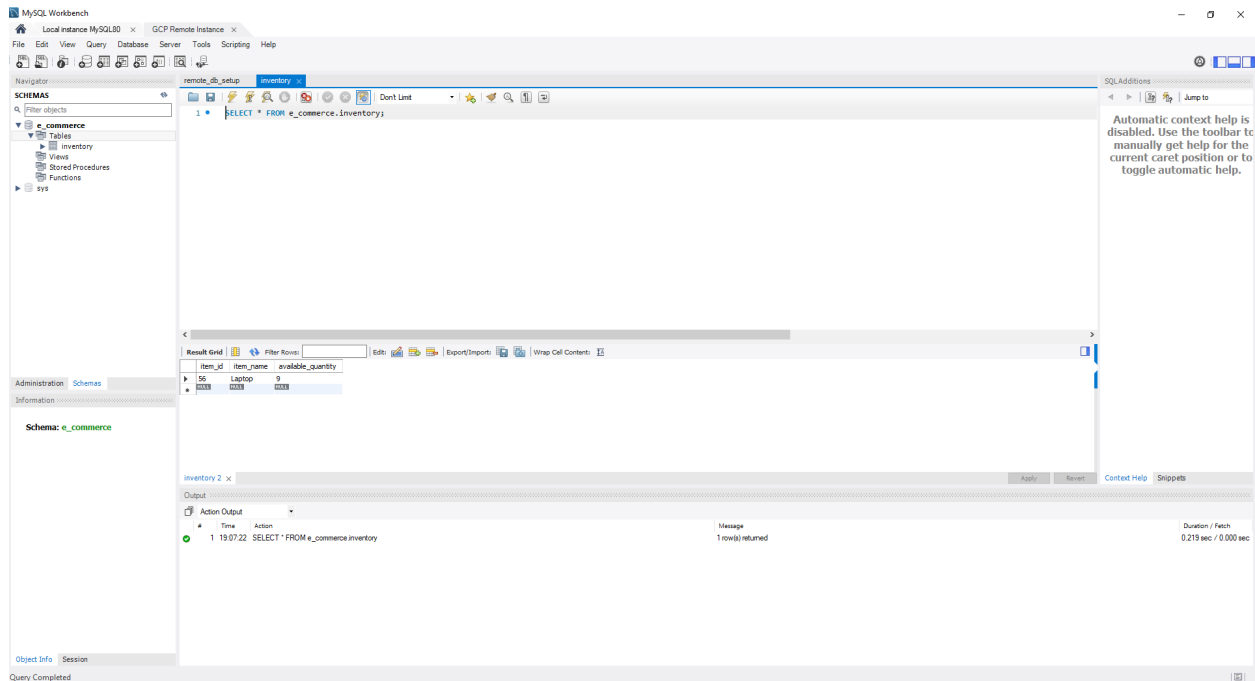 MySQL Workbench
Local instance MySQL80 × GCP Remote Instance ×
File Edit View Query Database Server Tools Scripting Help
Navigator
SCHEMAS
Filter objects
e_commerce
Tables
inventory
Views
Stored Procedures
Functions
sys
Administration Schemas
Information
Schema: e_commerce
Object Info Session
remote_db_setup inventory ×
Don't Limit
1 SELECT * FROM e_commerce.inventory;
Result Grid Filter Rows: Edit: Export/Import: Wrap Cell Content:
item_id item_name available_quantity
56 Laptop 9
NULL NULL NULL
inventory 2 × Apply Revert
Output
Action Output
# Time Action Message Duration / Fetch
1 19:07:22 SELECT * FROM e_commerce.inventory 1 row(s) returned 0.219 sec / 0.000 sec
SQLAdditions
Jump to
Automatic context help is
disabled. Use the toolbar to
manually get help for the
current caret position or to
toggle automatic help.
Context Help Snippets
Query Completed